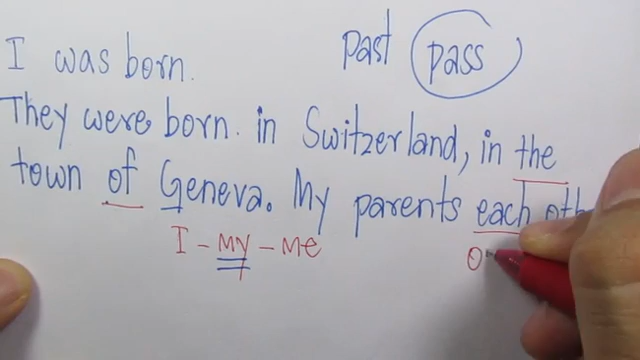 I was born. past pass
They were born. in Switzerland, in the
town of Geneva. My parents each oth
I - my - me